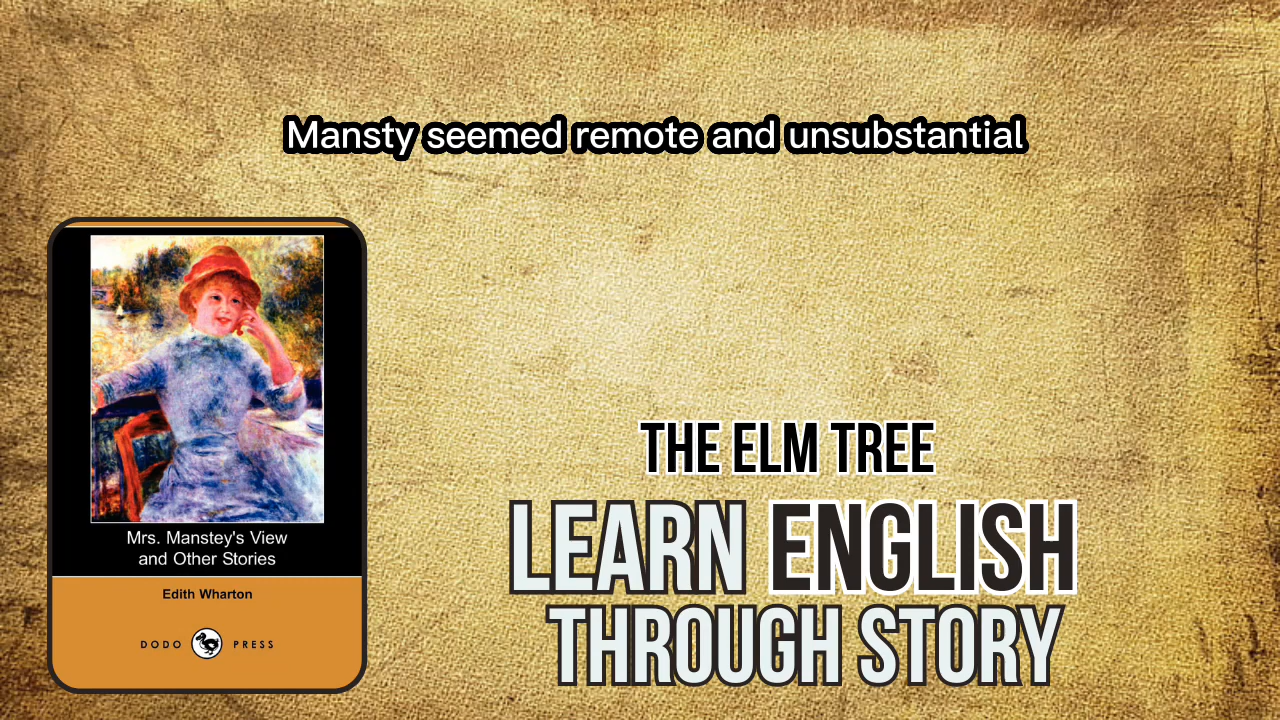 Mansty seemed remote and unsubstantial
Mrs. Manstey's View
and Other Stories
Edith Wharton
DODO PRESS
THE ELM TREE
LEARN ENGLISH
THROUGH STORY